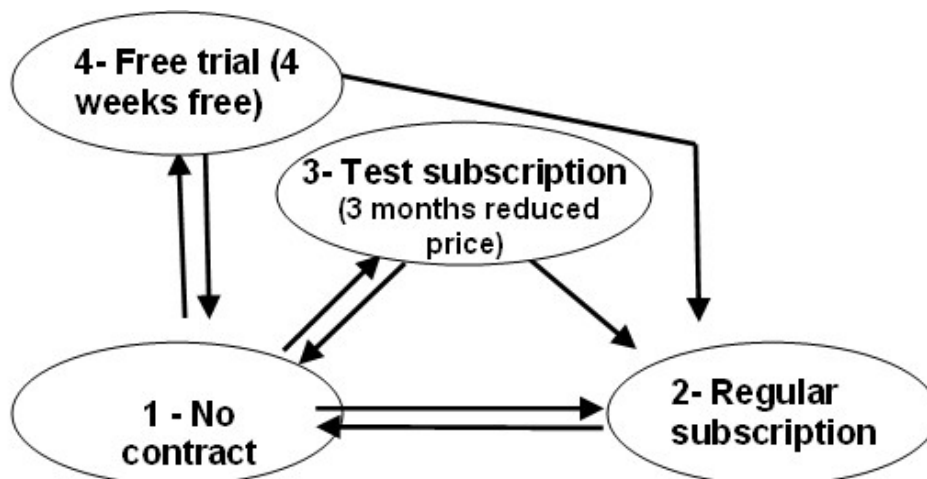 4- Free trial (4
weeks free)
3- Test subscription
(3 months reduced
price)
1 - No
contract
2- Regular
subscription